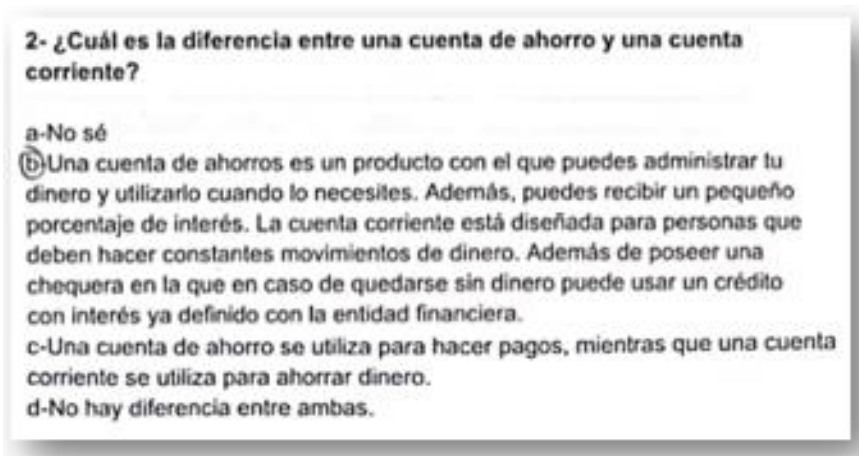 2- ¿Cuál es la diferencia entre una cuenta de ahorro y una cuenta
corriente?
a-No sé
b-Una cuenta de ahorros es un producto con el que puedes administrar tu
dinero y utilizarlo cuando lo necesites. Además, puedes recibir un pequeño
porcentaje de interés. La cuenta corriente está diseñada para personas que
deben hacer constantes movimientos de dinero. Además de poseer una
chequera en la que en caso de quedarse sin dinero puede usar un crédito
con interés ya definido con la entidad financiera.
c-Una cuenta de ahorro se utiliza para hacer pagos, mientras que una cuenta
corriente se utiliza para ahorrar dinero.
d-No hay diferencia entre ambas.